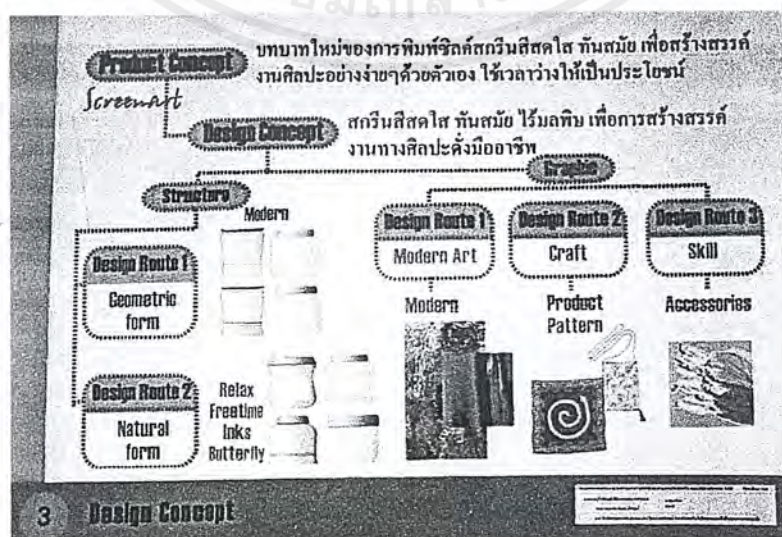 Product Concept
บทบาทใหม่ของการพิมพ์ซิลค์สกรีนสีสดใส ทันสมัย เพื่อสร้างสรรค์
งานศิลปะอย่างง่ายๆด้วยตัวเอง ใช้เวลาว่างให้เป็นประโยชน์
Screen Art
Design Concept
สกรีนสีสดใส ทันสมัย ไร้มลพิษ เพื่อการสร้างสรรค์
งานทางศิลปะดั่งมืออาชีพ
Structure
Graphic
Modern
Design Route 1
Geometric
form
Design Route 2
Natural
form
Relax
Freetime
Inks
Butterfly
Design Route 1
Modern Art
Modern
Design Route 2
Craft
Product
Pattern
Design Route 3
Skill
Accessories
3 Design Concept